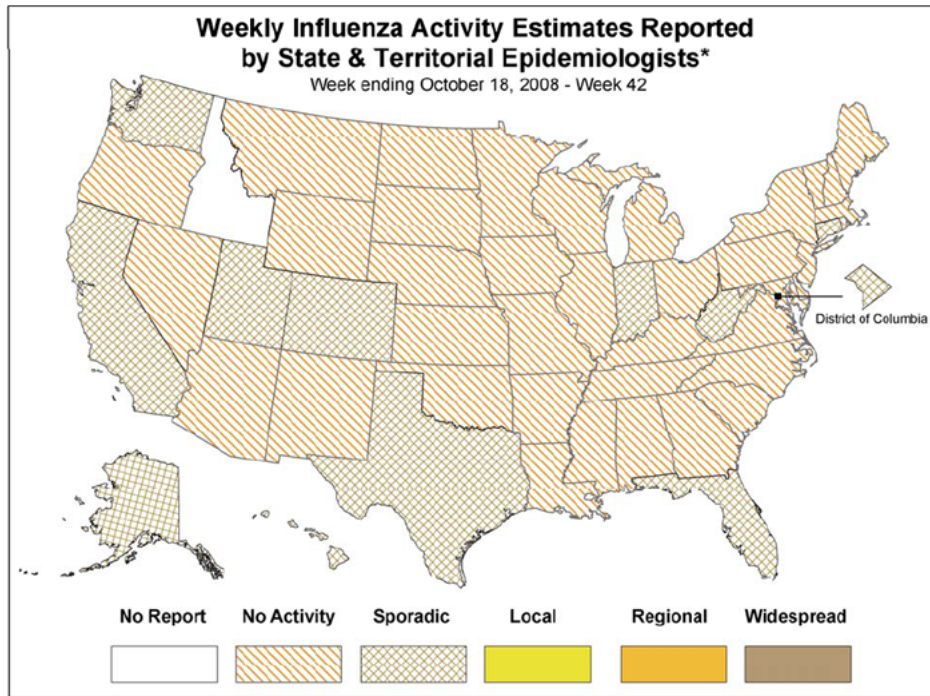 Weekly Influenza Activity Estimates Reported
by State & Territorial Epidemiologists*
Week ending October 18, 2008 - Week 42
District of Columbia
No Report No Activity Sporadic Local Regional Widespread